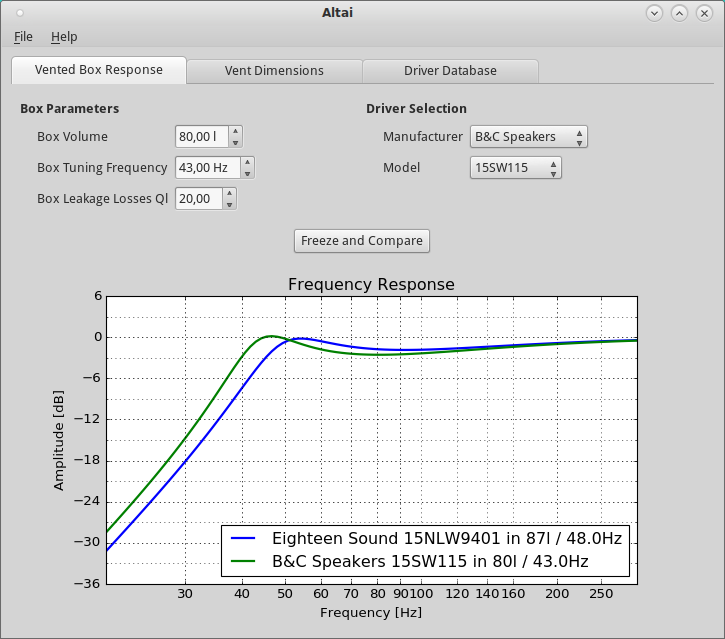 Altai
File Help
Vented Box Response Vent Dimensions Driver Database
Box Parameters Driver Selection
Box Volume 80,00 l Manufacturer B&C Speakers
Box Tuning Frequency 43,00 Hz Model 15SW115
Box Leakage Losses Ql 20,00
Freeze and Compare
Frequency Response
6
0
−6
−12
−18
−24
−30
−36
Amplitude [dB]
Eighteen Sound 15NLW9401 in 87l / 48.0Hz
B&C Speakers 15SW115 in 80l / 43.0Hz
30 40 50 60 70 80 90 100 120 140 160 200 250
Frequency [Hz]